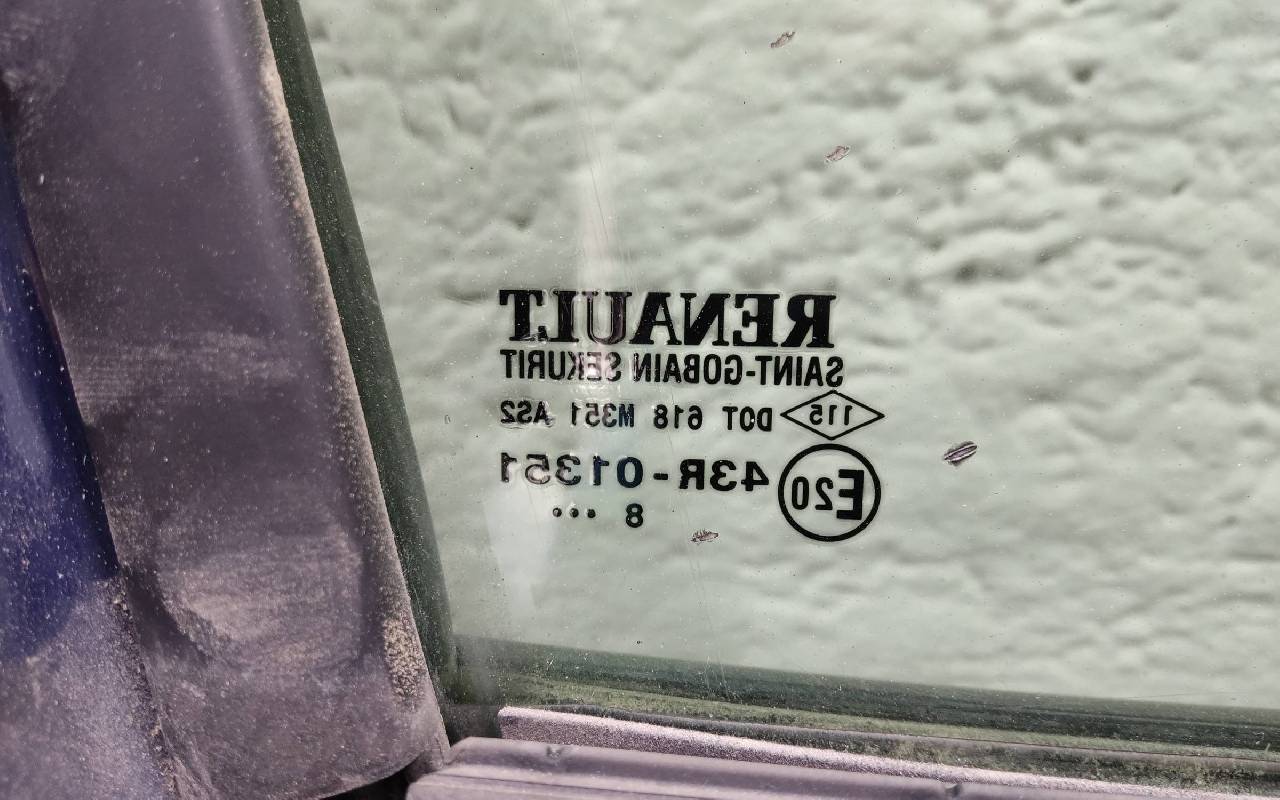 RENAULT
SAINT-GOBAIN SEKURIT
115 DOT 618 M351 AS2
E20 43R-01351
8 •••